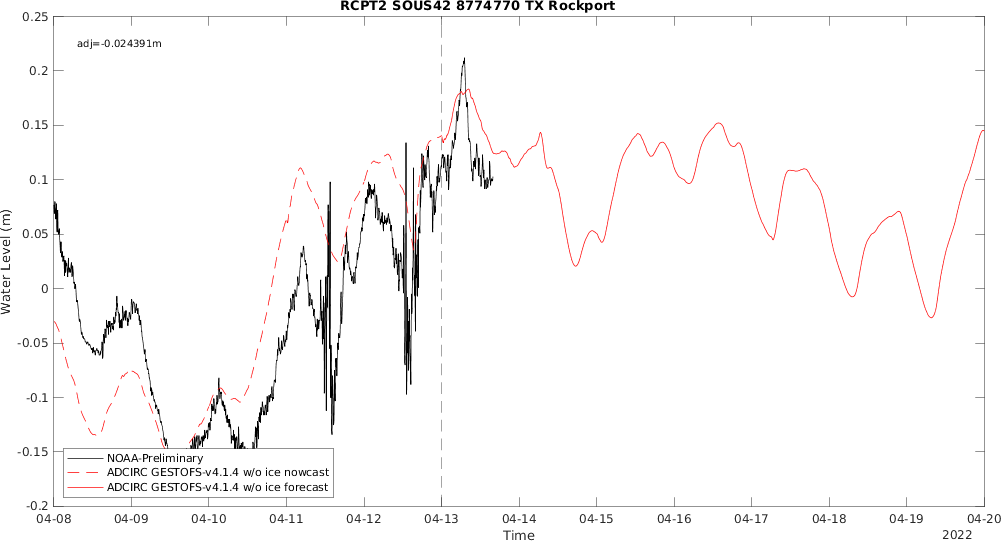 RCPT2 SOUS42 8774770 TX Rockport
adj=-0.024391m
Water Level (m)
0.25
0.2
0.15
0.1
0.05
0
-0.05
-0.1
-0.15
-0.2
NOAA-Preliminary
ADCIRC GESTOFS-v4.1.4 w/o ice nowcast
ADCIRC GESTOFS-v4.1.4 w/o ice forecast
04-08 04-09 04-10 04-11 04-12 04-13 04-14 04-15 04-16 04-17 04-18 04-19 04-20
Time
2022